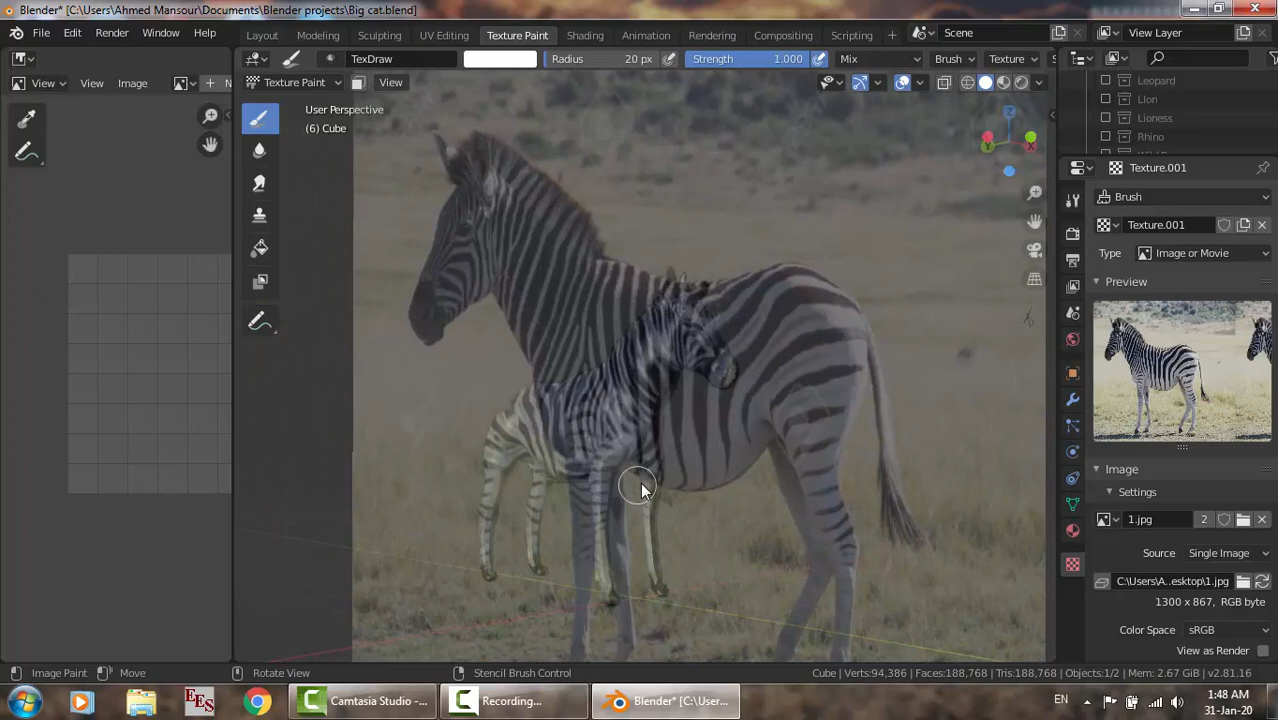 Blender* [C:\Users\Ahmed Mansour\Documents\Blender projects\Big cat.blend]
File Edit Render Window Help Layout Modeling Sculpting UV Editing Texture Paint Shading Animation Rendering Compositing Scripting Scene View Layer
TexDraw Radius 20 px Strength 1.000 Mix Brush Texture
View View Image Texture Paint View
Leopard
LIon
Lioness
Rhino
User Perspective
(6) Cube
Z
Y
X
Texture.001
Brush
Texture.001
Type Image or Movie
Preview
Image
Settings
1.jpg 2
Source Single Image
C:\Users\A..esktop\1.jpg
1300 x 867, RGB byte
Color Space sRGB
View as Render
Image Paint Move Rotate View Stencil Brush Control Cube | Verts:94,386 | Faces:188,768 | Tris:188,768 | Objects:1/2 | Mem: 2.67 GiB | v2.81.16
EES Camtasia Studio -... Recording... Blender* [C:\User... EN 1:48 AM
31-Jan-20